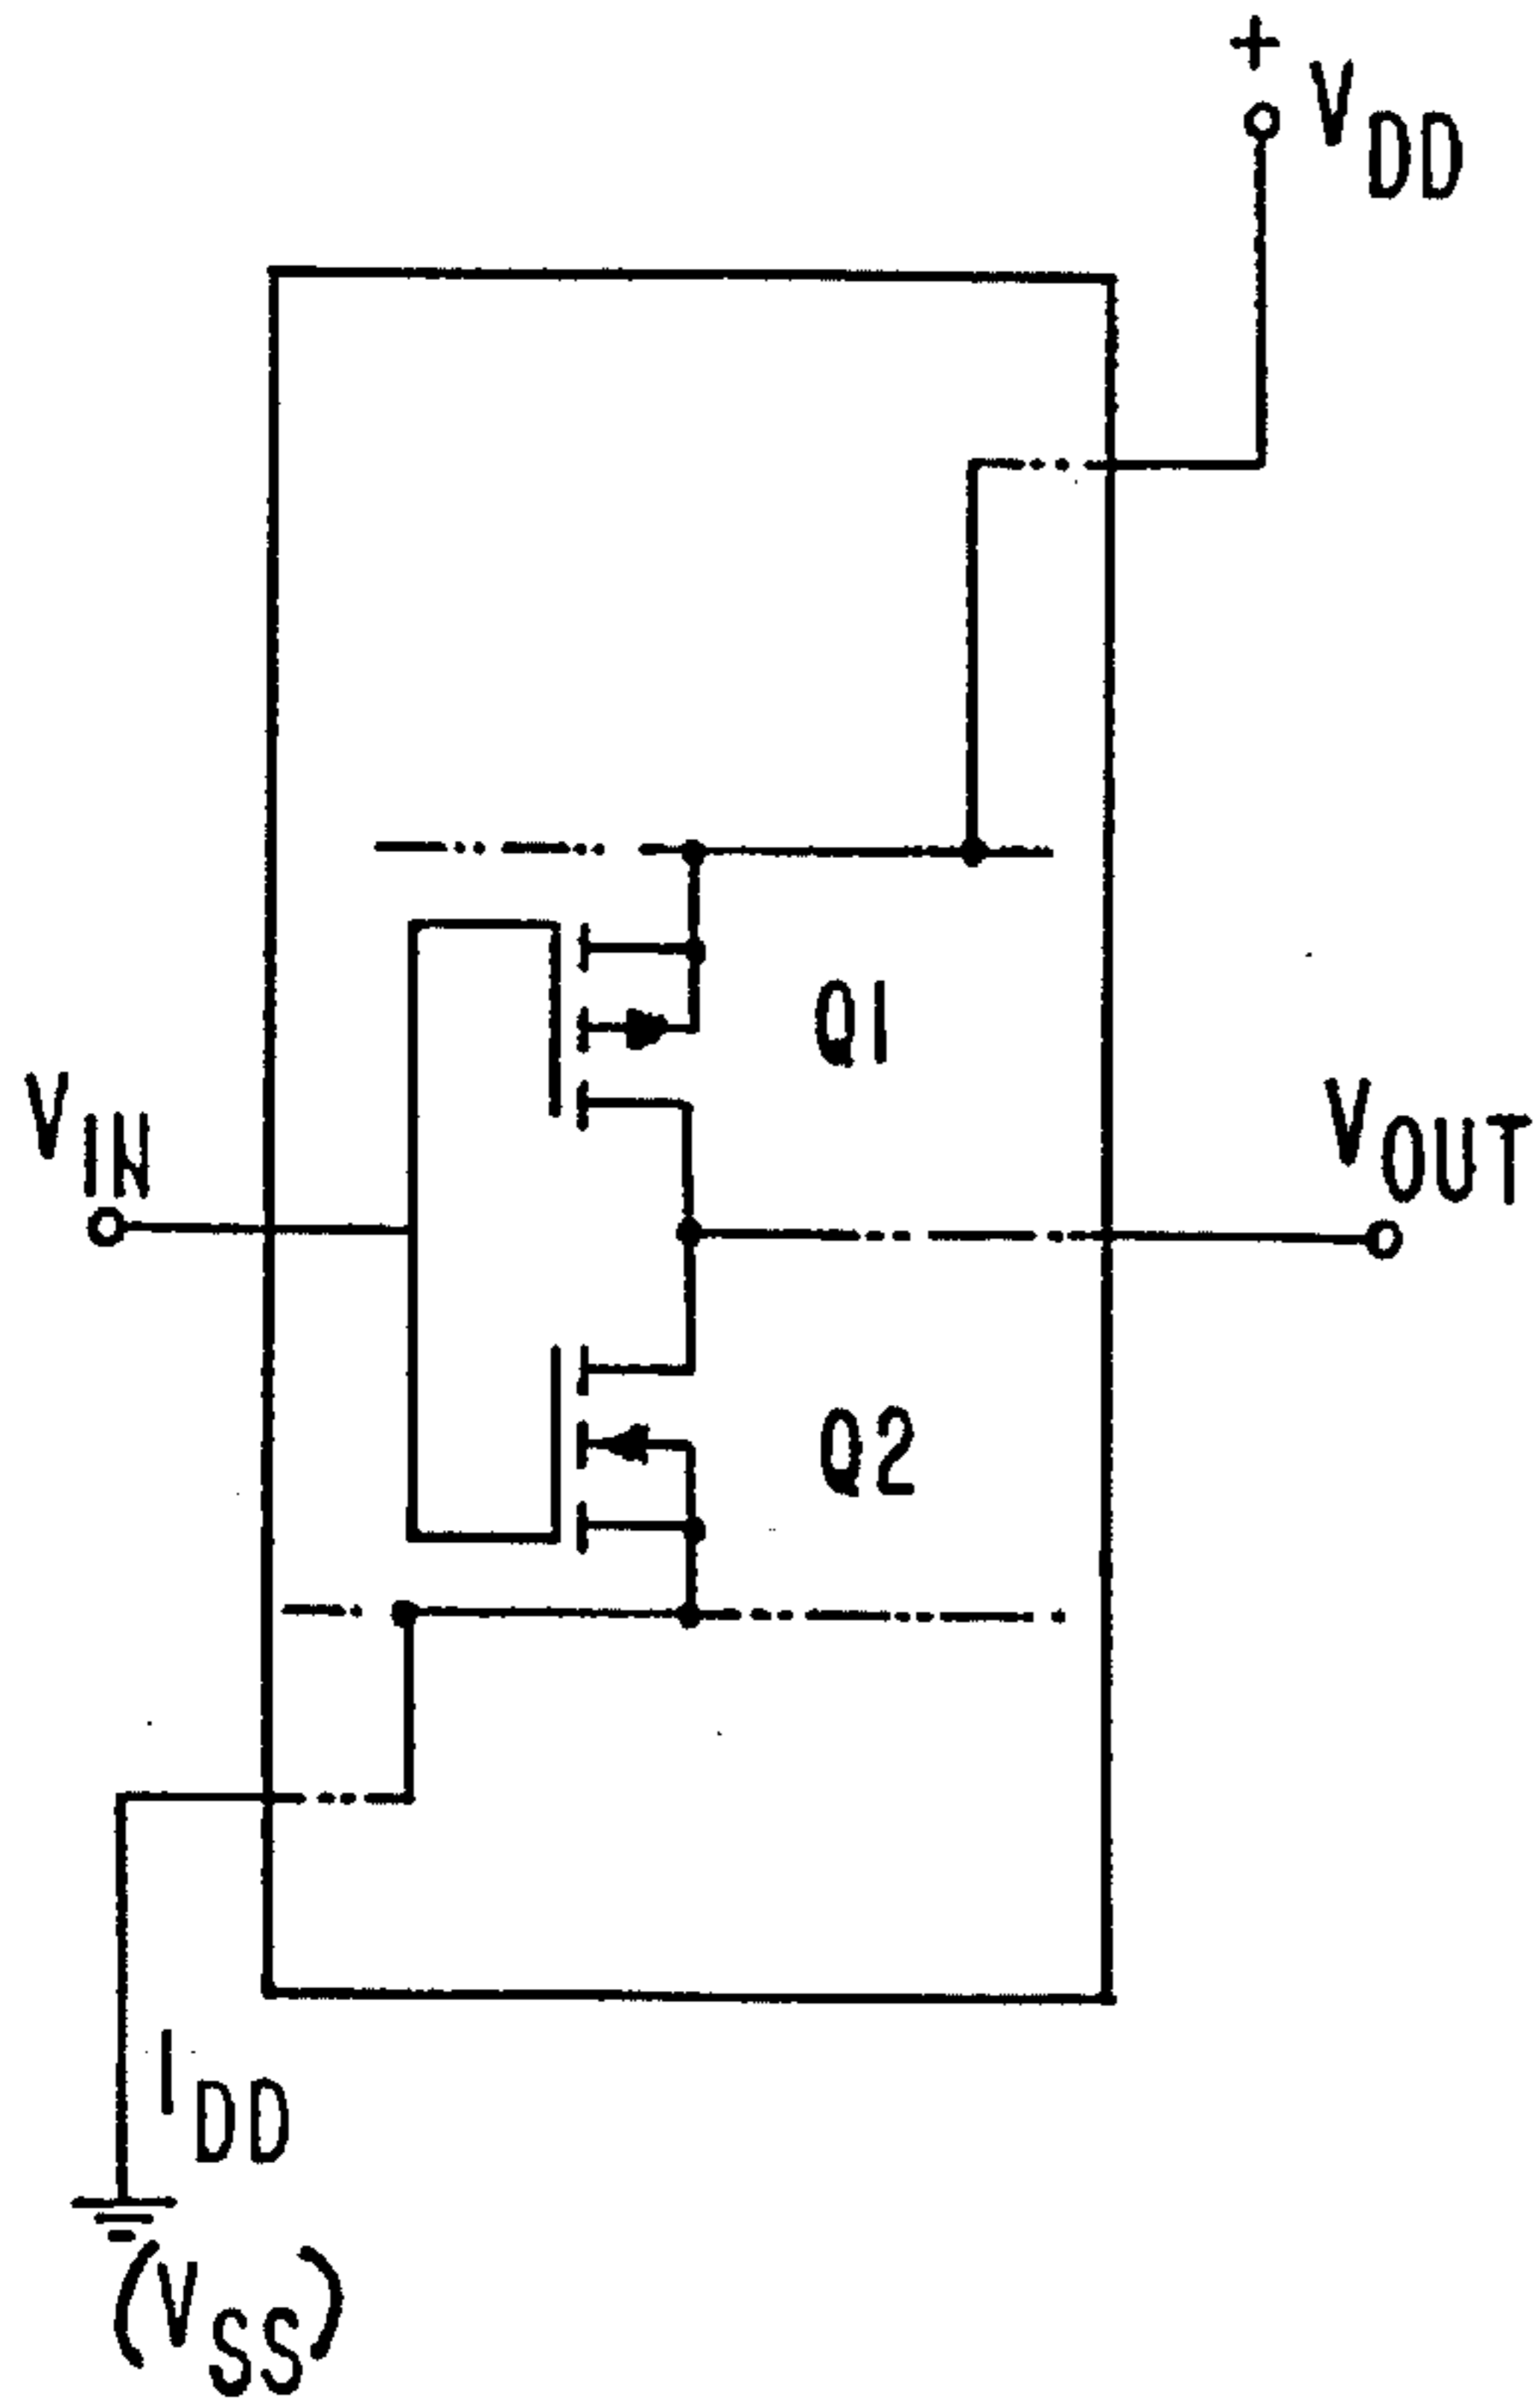 +
VDD
Q1
VIN
VOUT
Q2
IDD
(VSS)